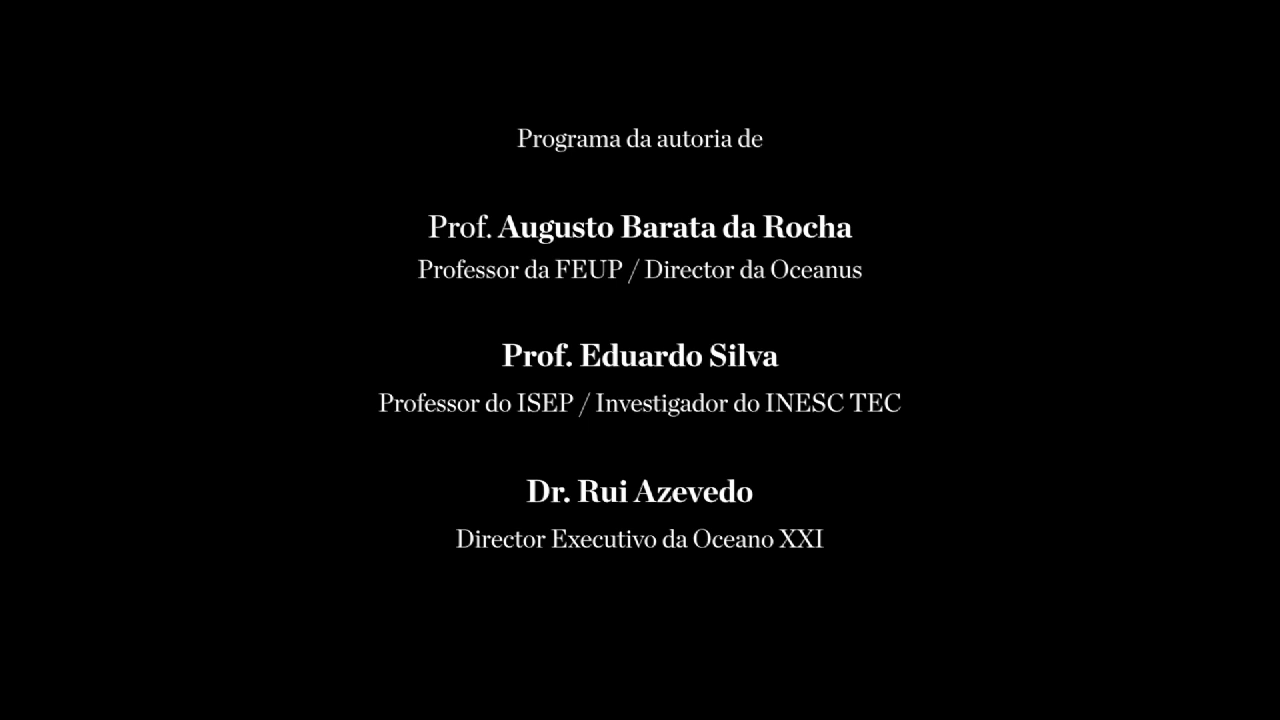 Programa da autoria de
Prof. Augusto Barata da Rocha
Professor da FEUP / Director da Oceanus
Prof. Eduardo Silva
Professor do ISEP / Investigador do INESC TEC
Dr. Rui Azevedo
Director Executivo da Oceano XXI